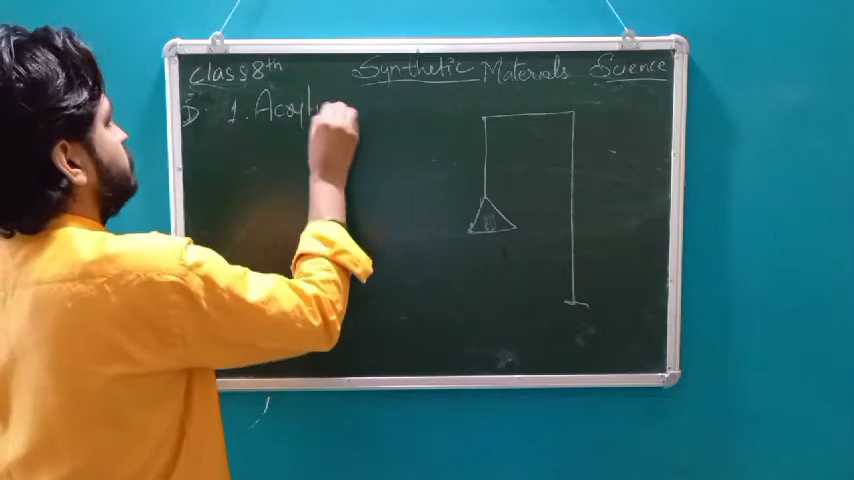 Class 8th Synthetic Materials Science
D. 1. Acryl